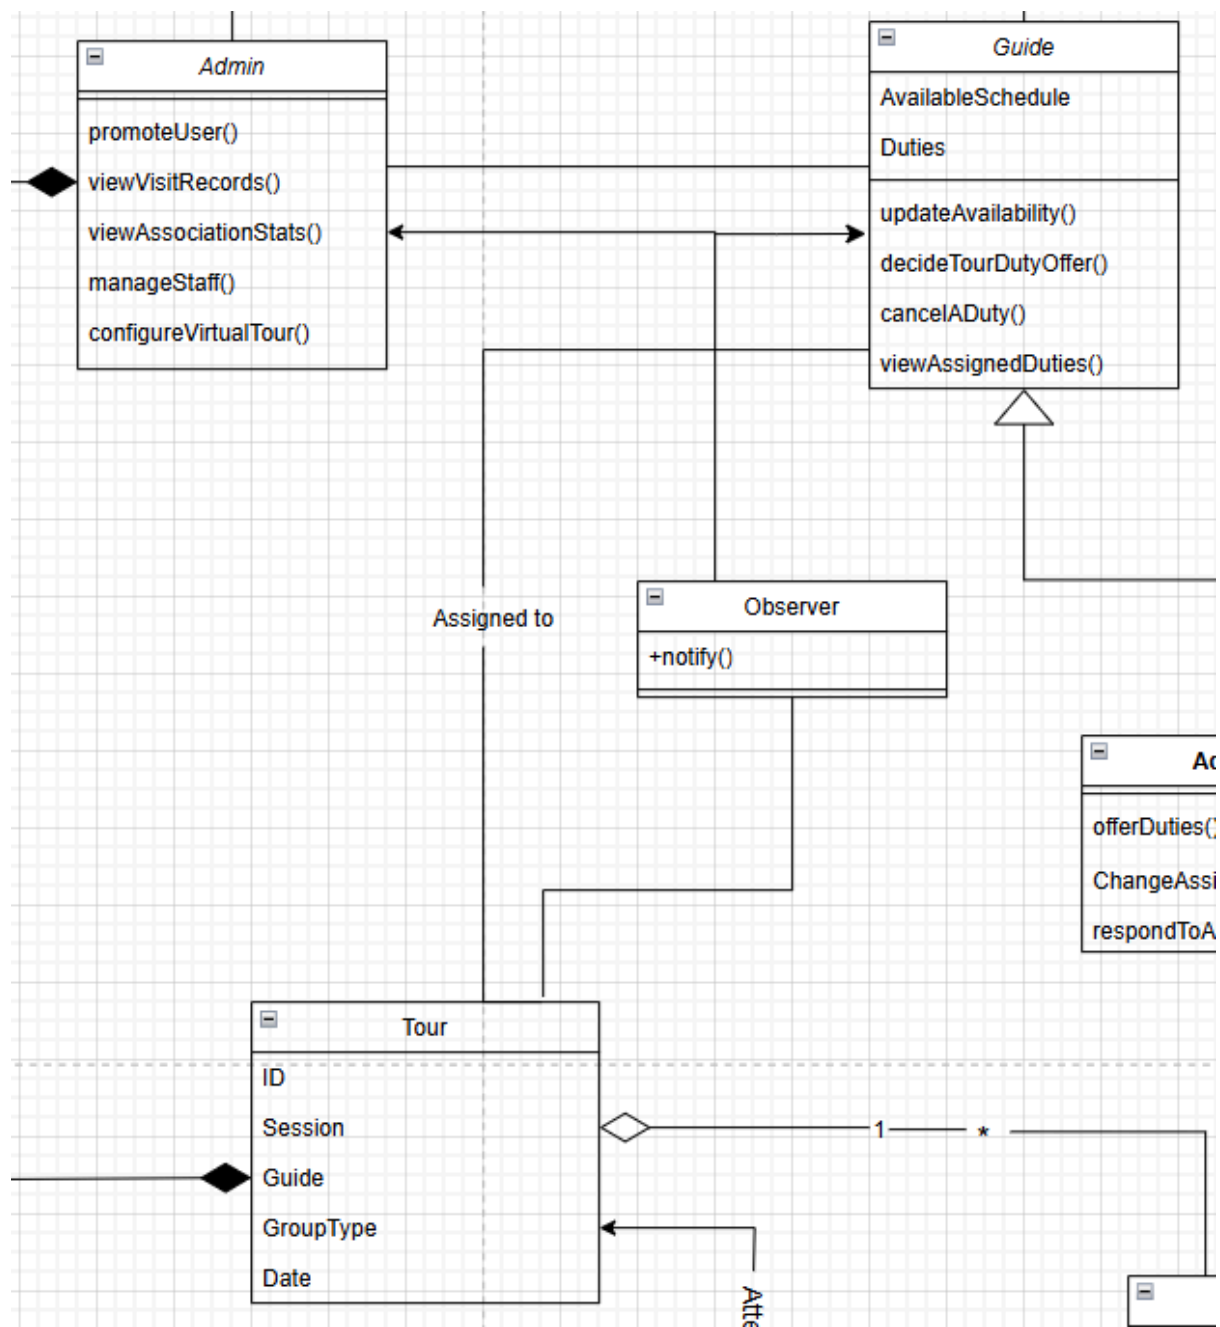 Admin
promoteUser()
viewVisitRecords()
viewAssociationStats()
manageStaff()
configureVirtualTour()
Guide
AvailableSchedule
Duties
updateAvailability()
decideTourDutyOffer()
cancelADuty()
viewAssignedDuties()
Assigned to
Observer
+notify()
offerDuties()
Tour
ID
Session
Guide
GroupType
Date
1
*